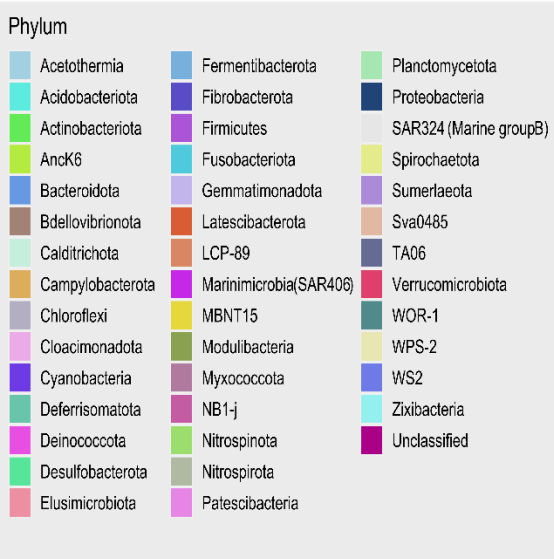 Phylum
Acetothermia
Acidobacteriota
Actinobacteriota
AncK6
Bacteroidota
Bdellovibrionota
Calditrichota
Campylobacterota
Chloroflexi
Cloacimonadota
Cyanobacteria
Deferrisomatota
Deinococcota
Desulfobacterota
Elusimicrobiota
Fermentibacterota
Fibrobacterota
Firmicutes
Fusobacteriota
Gemmatimonadota
Latescibacterota
LCP-89
Marinimicrobia(SAR406)
MBNT15
Modulibacteria
Myxococcota
NB1-j
Nitrospinota
Nitrospirota
Patescibacteria
Planctomycetota
Proteobacteria
SAR324 (Marine groupB)
Spirochaetota
Sumerlaeota
Sva0485
TA06
Verrucomicrobiota
WOR-1
WPS-2
WS2
Zixibacteria
Unclassified